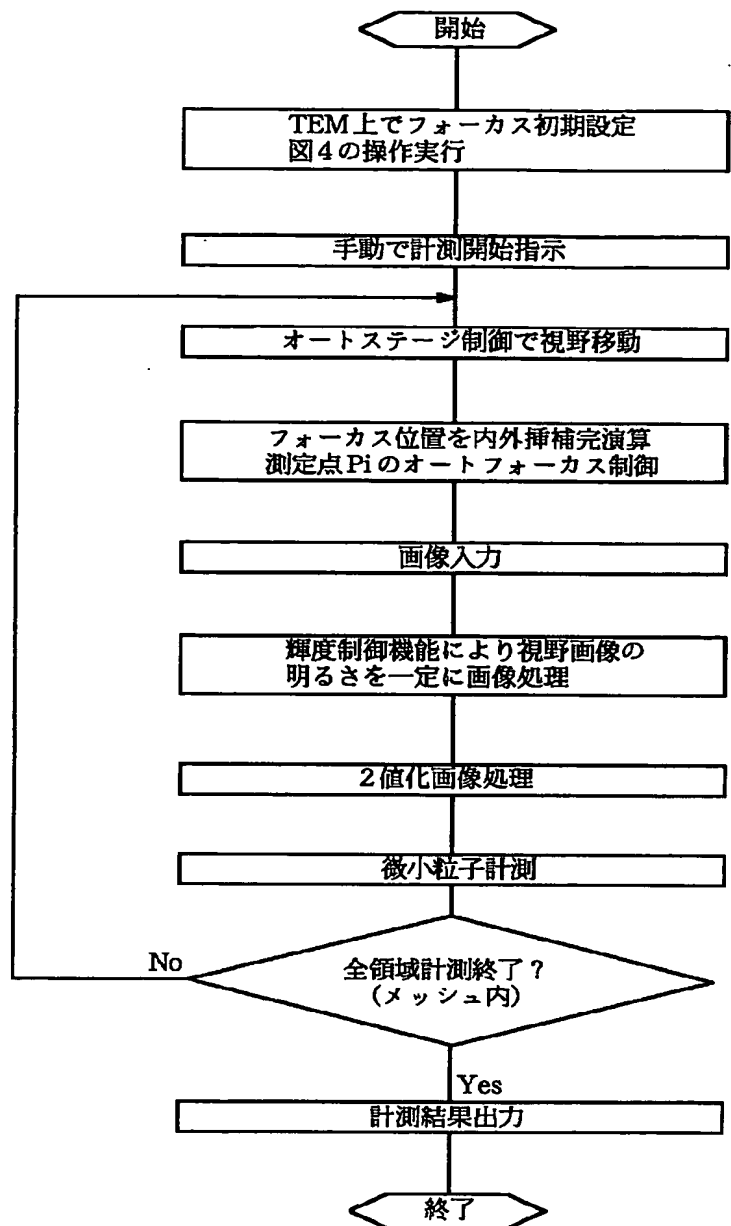 開始
TEM上でフォーカス初期設定
図4の操作実行
手動で計測開始指示
オートステージ制御で視野移動
フォーカス位置を内外挿補完演算
測定点Piのオートフォーカス制御
画像入力
輝度制御機能により視野画像の
明るさを一定に画像処理
2値化画像処理
微小粒子計測
No
全領域計測終了?
(メッシュ内)
Yes
計測結果出力
終了